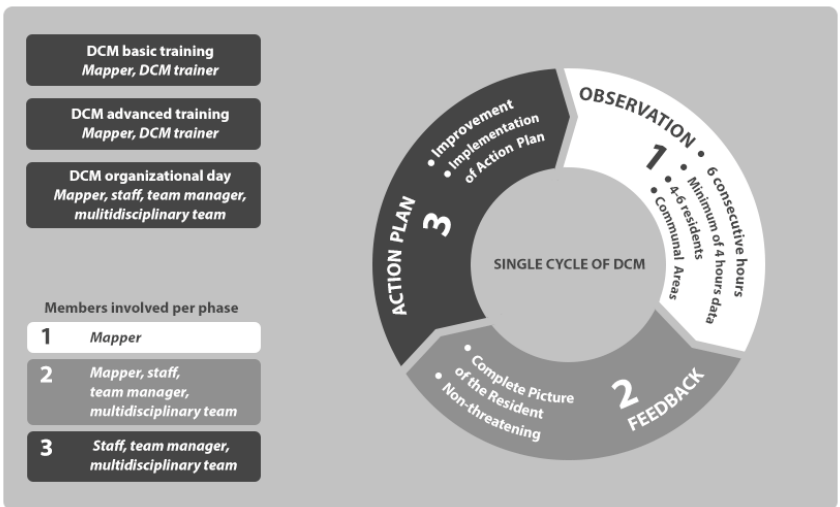 DCM basic training
Mapper, DCM trainer
DCM advanced training
Mapper, DCM trainer
DCM organizational day
Mapper, staff, team manager,
mulitidisciplinary team
Members involved per phase
1 Mapper
2 Mapper, staff,
team manager,
multidisciplinary team
3 Staff, team manager,
multidisciplinary team
SINGLE CYCLE OF DCM
OBSERVATION
1
• 6 consecutive hours
• Minimum of 4 hours data
• 4-6 residents
• Communal Areas
2
FEEDBACK
• Complete Picture
of the Resident
• Non-threatening
ACTION PLAN
3
• Improvement
• Implementation
of Action Plan